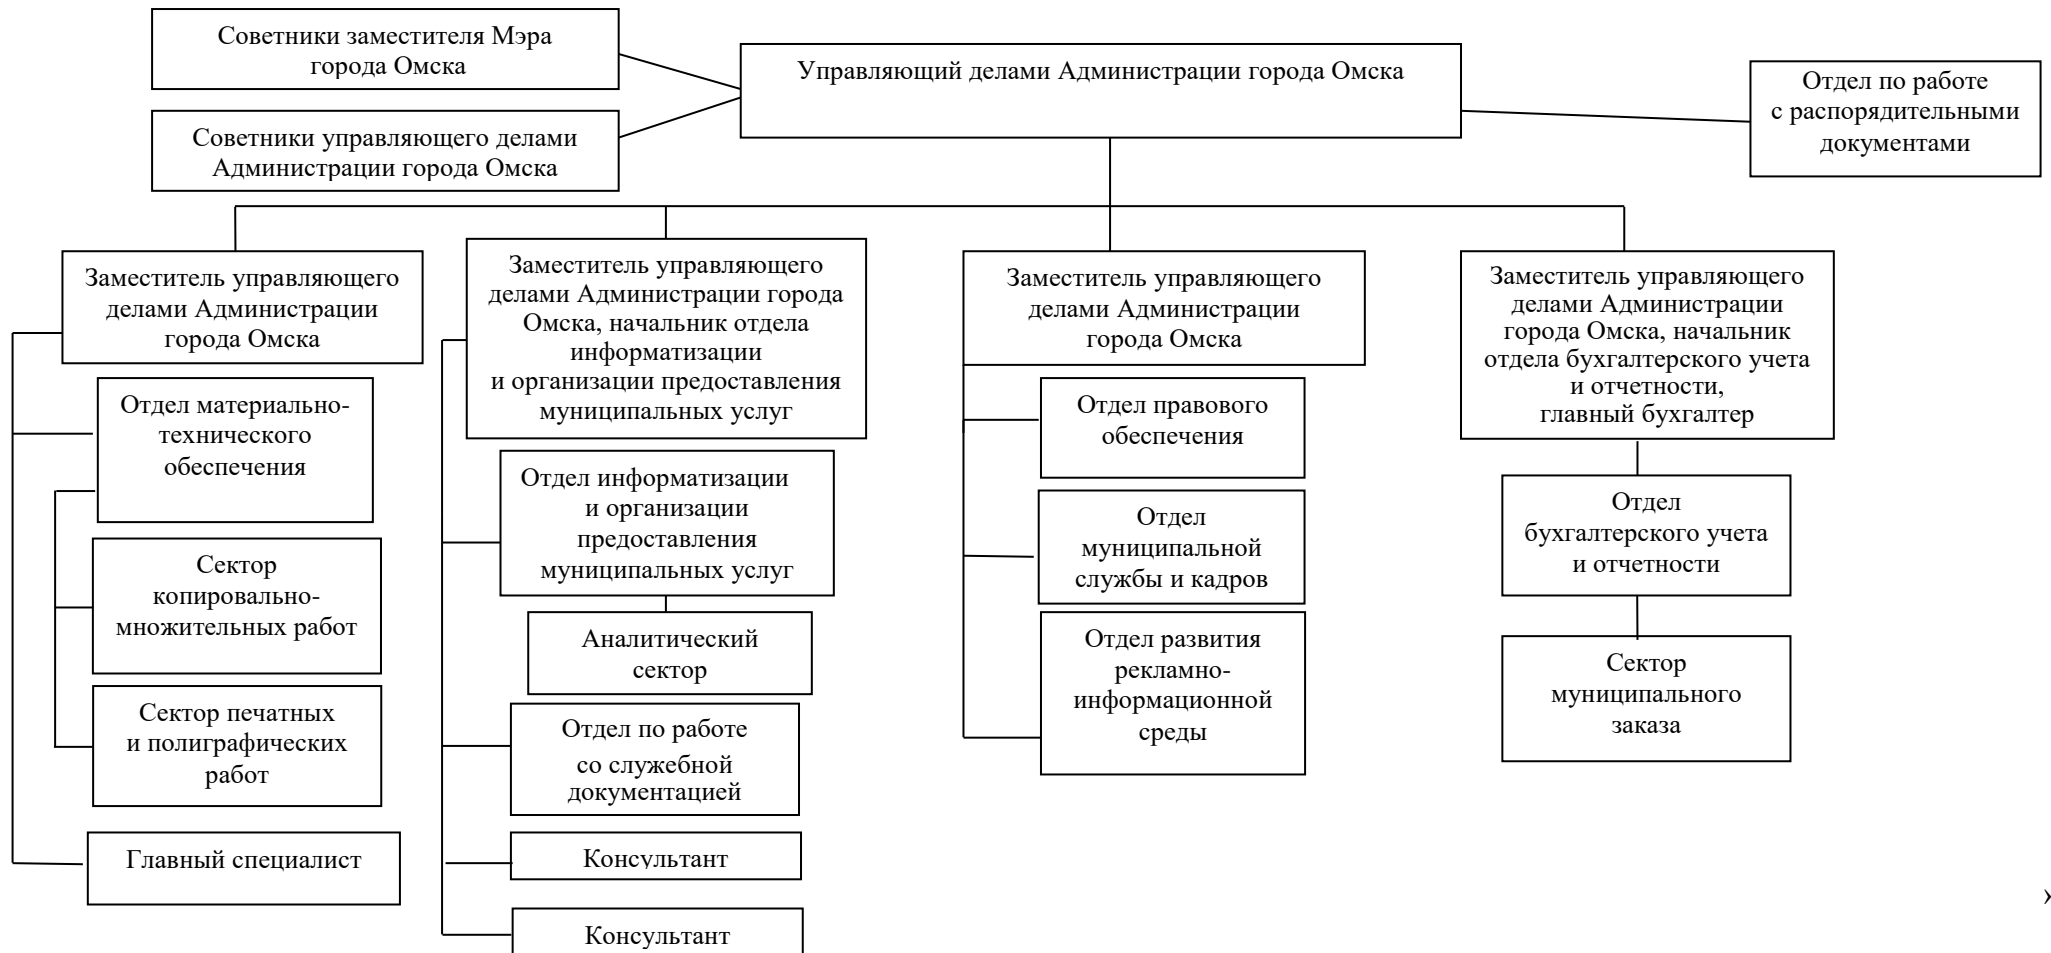 Советники заместителя Мэра
города Омска
Управляющий делами Администрации города Омска
Отдел по работе
с распорядительными
документами
Советники управляющего делами
Администрации города Омска
Заместитель управляющего
делами Администрации
города Омска
Отдел материально-
технического
обеспечения
Сектор
копировально-
множительных работ
Сектор печатных
и полиграфических
работ
Главный специалист
Заместитель управляющего
делами Администрации города
Омска, начальник отдела
информатизации
и организации предоставления
муниципальных услуг
Отдел информатизации
и организации
предоставления
муниципальных услуг
Аналитический
сектор
Отдел по работе
со служебной
документацией
Консультант
Консультант
Заместитель управляющего
делами Администрации
города Омска
Отдел правового
обеспечения
Отдел
муниципальной
службы и кадров
Отдел развития
рекламно-
информационной
среды
Заместитель управляющего
делами Администрации
города Омска, начальник
отдела бухгалтерского учета
и отчетности,
главный бухгалтер
Отдел
бухгалтерского учета
и отчетности
Сектор
муниципального
заказа
›